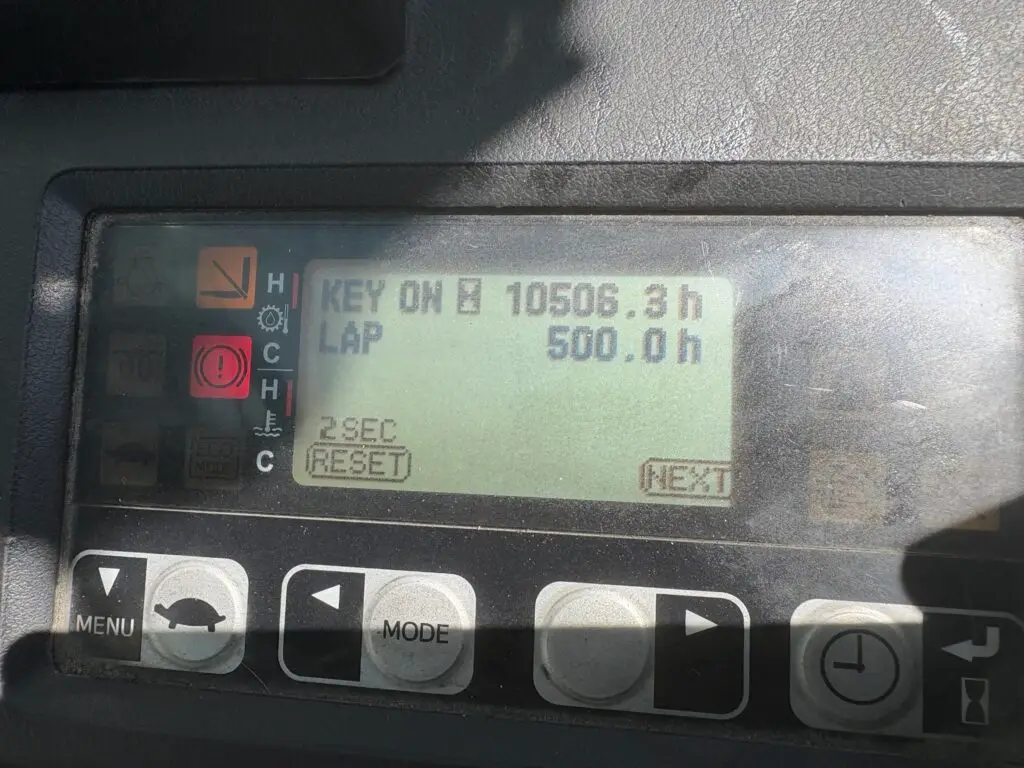 KEY ON 10506.3 h
LAP 500.0 h
2SEC
RESET
NEXT
H
C
H
C
MENU
MODE